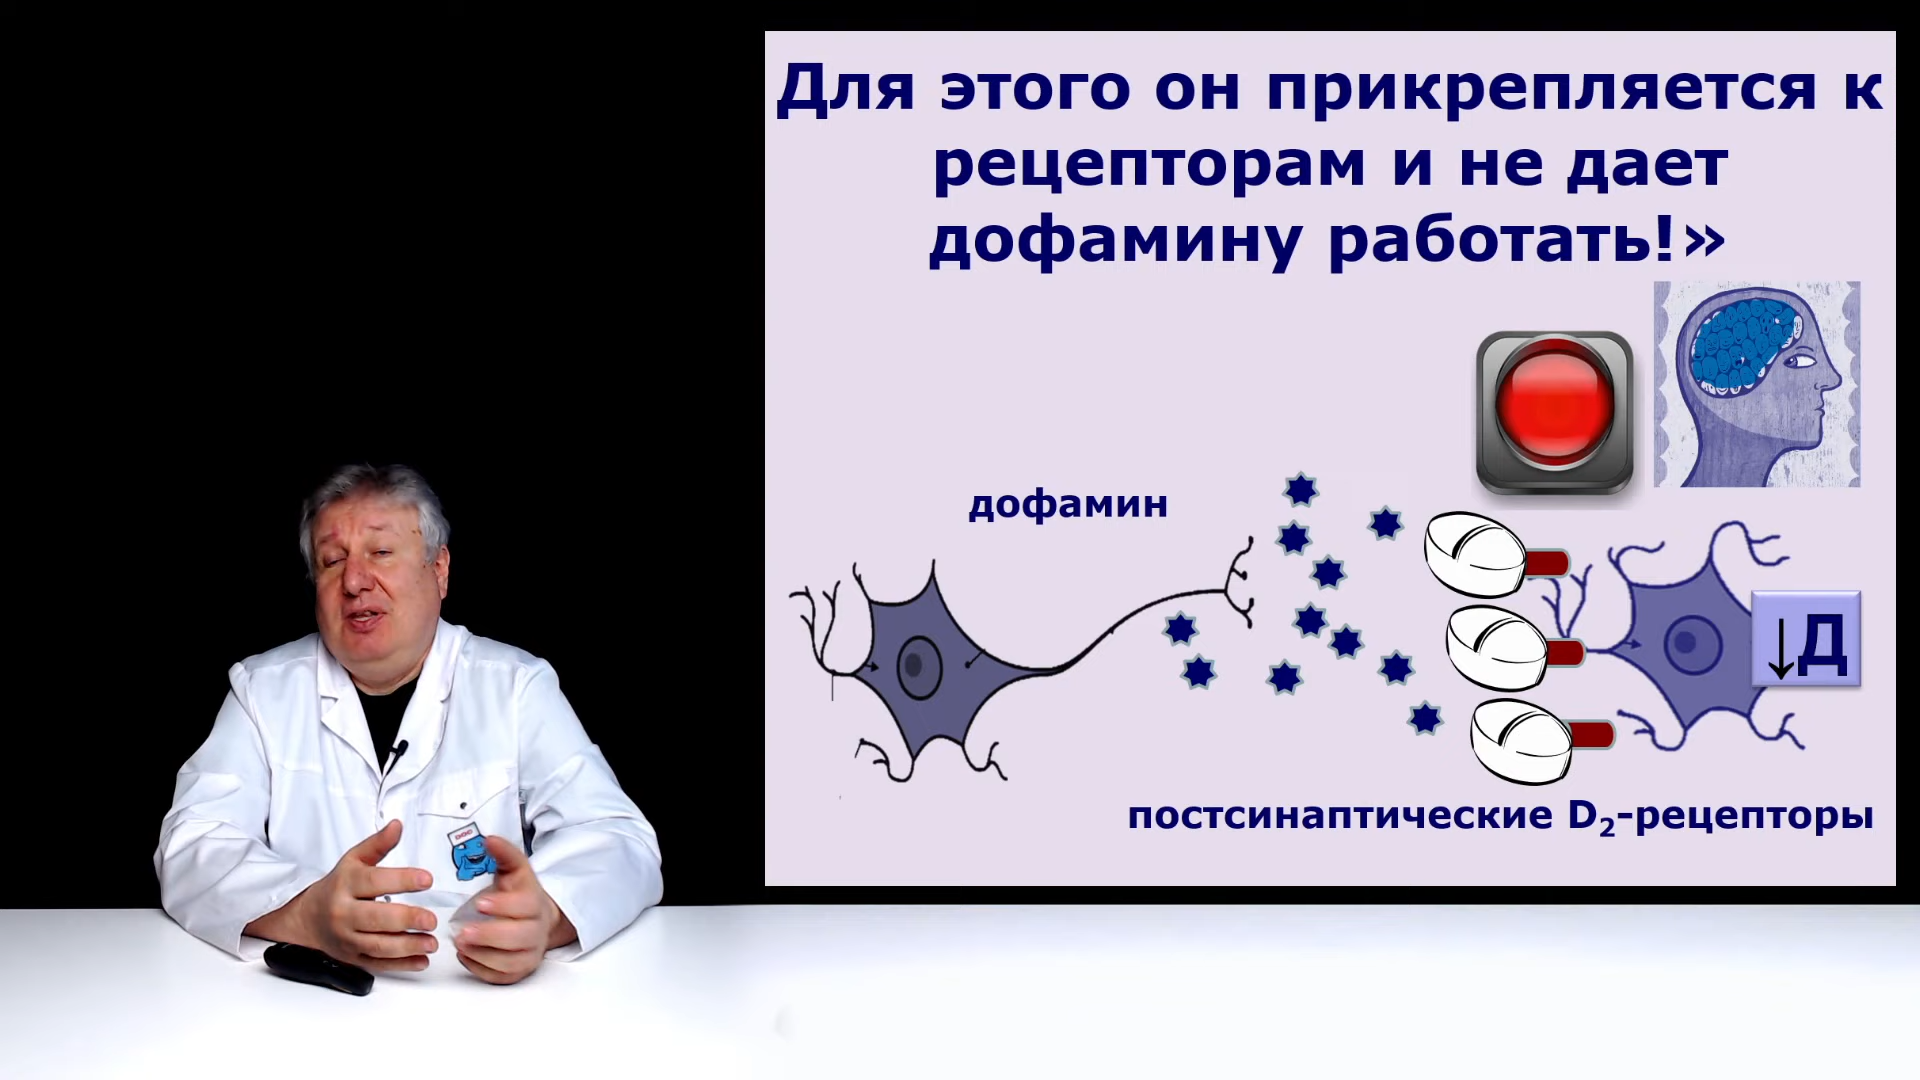 Для этого он прикрепляется к
рецепторам и не дает
дофамину работать!»
дофамин
↓Д
постсинаптические D₂-рецепторы